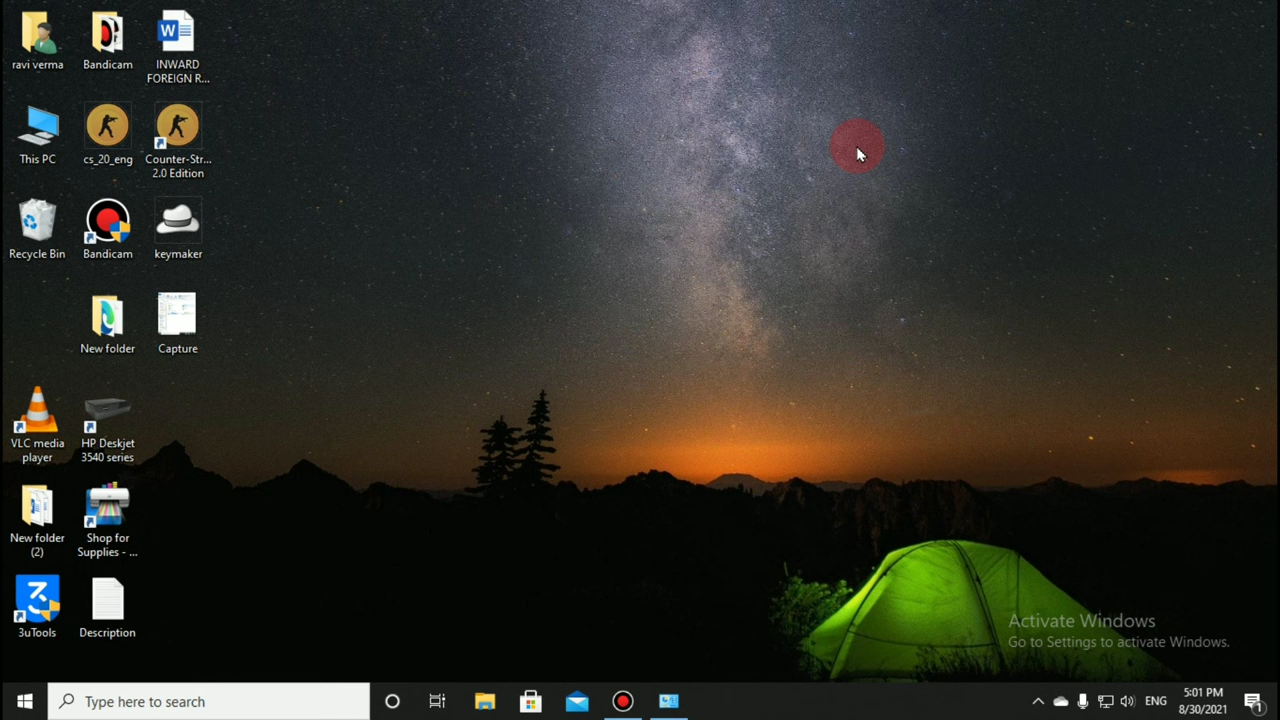 ravi verma
Bandicam
INWARD
FOREIGN R...
This PC
cs_20_eng
Counter-Str...
2.0 Edition
Recycle Bin
Bandicam
keymaker
New folder
Capture
VLC media
player
HP Deskjet
3540 series
New folder
(2)
Shop for
Supplies - ...
3uTools
Description
Activate Windows
Go to Settings to activate Windows.
Type here to search
ENG
5:01 PM
8/30/2021
1